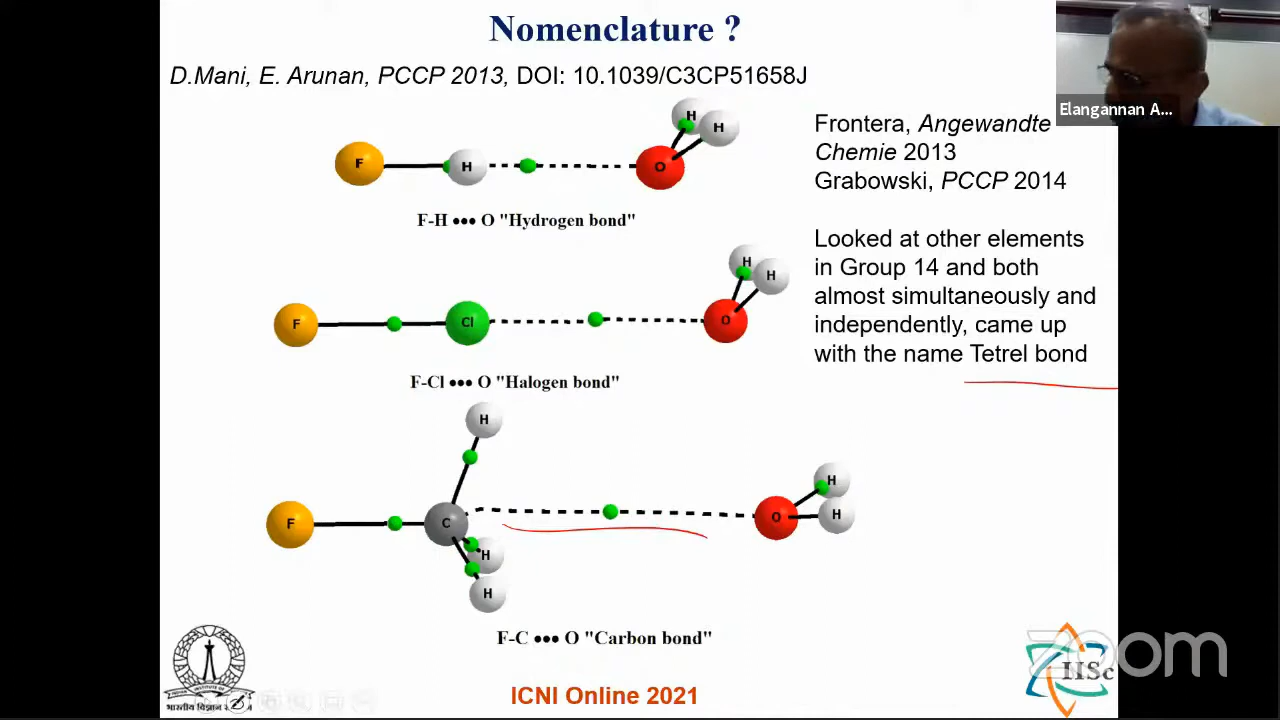 Nomenclature ?
D.Mani, E. Arunan, PCCP 2013, DOI: 10.1039/C3CP51658J
Elangannan A...
Frontera, Angewandte
Chemie 2013
Grabowski, PCCP 2014
F H O H H
F-H ••• O "Hydrogen bond"
Looked at other elements
in Group 14 and both
almost simultaneously and
independently, came up
with the name Tetrel bond
F Cl O H H
F-Cl ••• O "Halogen bond"
H
F C O H H
H
H
F-C ••• O "Carbon bond"
ICNI Online 2021
zoom
IISc
भारतीय विज्ञान